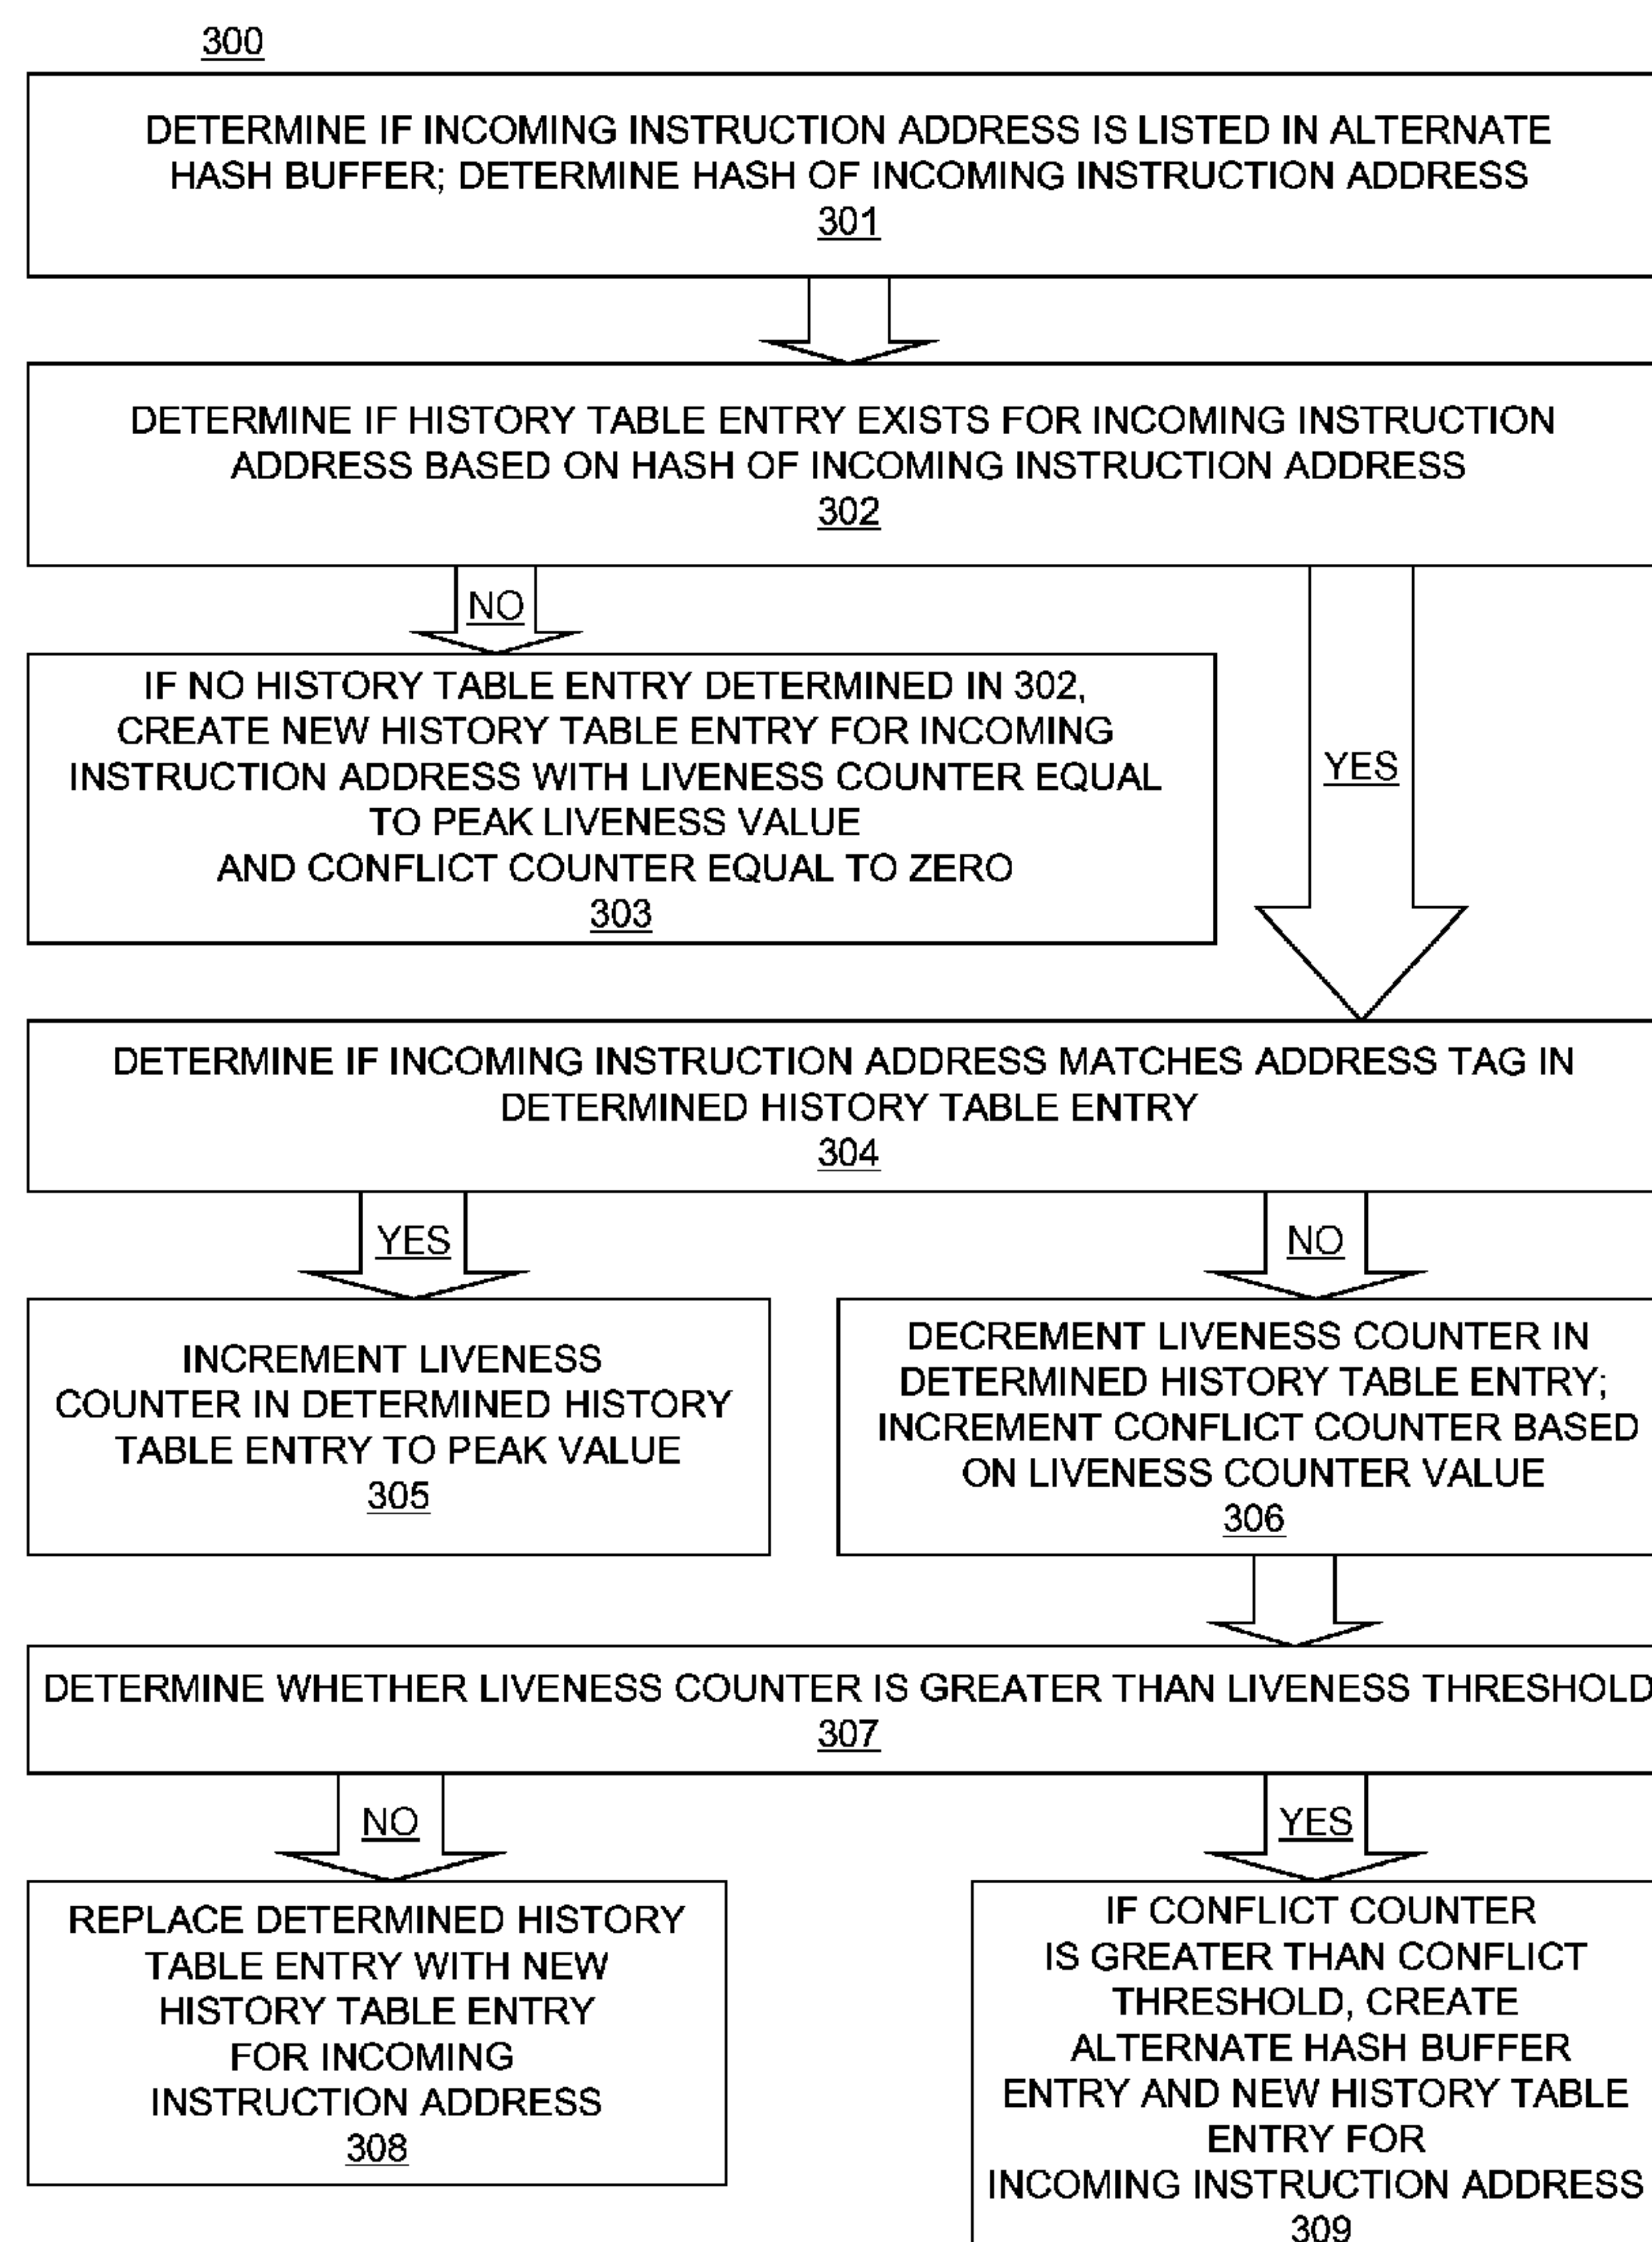 300
DETERMINE IF INCOMING INSTRUCTION ADDRESS IS LISTED IN ALTERNATE
HASH BUFFER; DETERMINE HASH OF INCOMING INSTRUCTION ADDRESS
301
DETERMINE IF HISTORY TABLE ENTRY EXISTS FOR INCOMING INSTRUCTION
ADDRESS BASED ON HASH OF INCOMING INSTRUCTION ADDRESS
302
NO
IF NO HISTORY TABLE ENTRY DETERMINED IN 302,
CREATE NEW HISTORY TABLE ENTRY FOR INCOMING
INSTRUCTION ADDRESS WITH LIVENESS COUNTER EQUAL
TO PEAK LIVENESS VALUE
AND CONFLICT COUNTER EQUAL TO ZERO
303
YES
DETERMINE IF INCOMING INSTRUCTION ADDRESS MATCHES ADDRESS TAG IN
DETERMINED HISTORY TABLE ENTRY
304
YES
NO
INCREMENT LIVENESS
COUNTER IN DETERMINED HISTORY
TABLE ENTRY TO PEAK VALUE
305
DECREMENT LIVENESS COUNTER IN
DETERMINED HISTORY TABLE ENTRY;
INCREMENT CONFLICT COUNTER BASED
ON LIVENESS COUNTER VALUE
306
DETERMINE WHETHER LIVENESS COUNTER IS GREATER THAN LIVENESS THRESHOLD
307
NO
YES
REPLACE DETERMINED HISTORY
TABLE ENTRY WITH NEW
HISTORY TABLE ENTRY
FOR INCOMING
INSTRUCTION ADDRESS
308
IF CONFLICT COUNTER
IS GREATER THAN CONFLICT
THRESHOLD, CREATE
ALTERNATE HASH BUFFER
ENTRY AND NEW HISTORY TABLE
ENTRY FOR
INCOMING INSTRUCTION ADDRESS
309